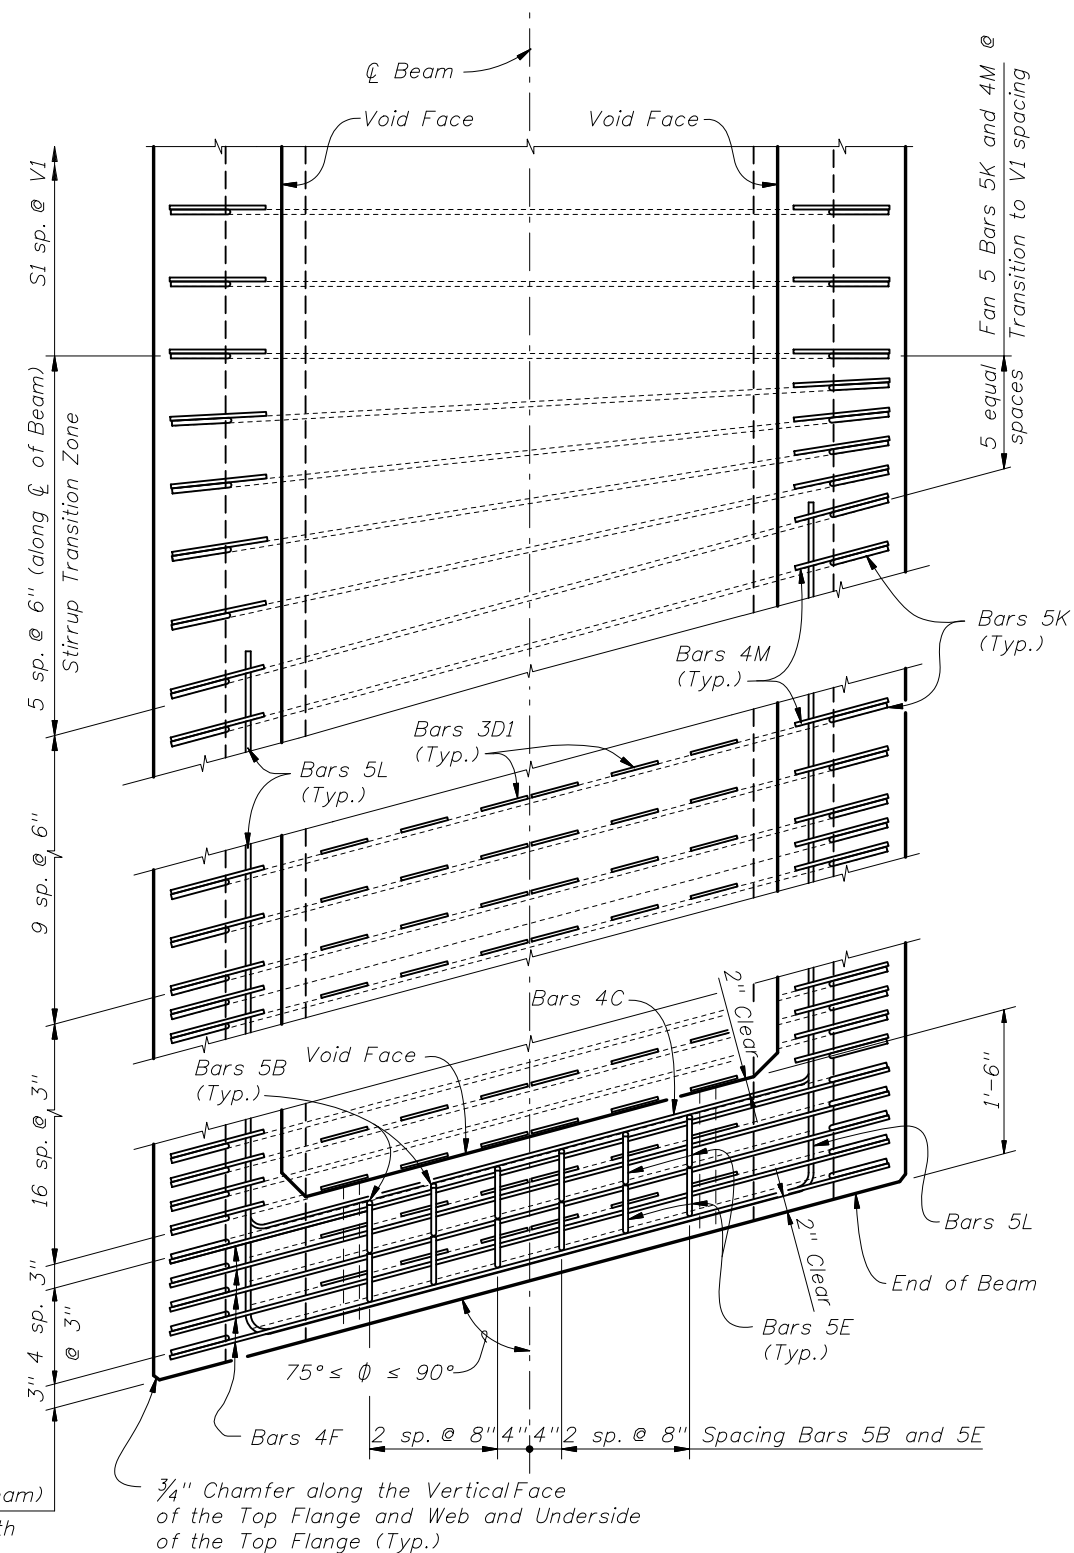 ℄ Beam
Void Face
Void Face
Fan 5 Bars 5K and 4M @
Transition to V1 spacing
5 equal
spaces
S1 sp. @ V1
5 sp. @ 6" (along ℄ of Beam)
Stirrup Transition Zone
Bars 5K
(Typ.)
Bars 4M
(Typ.)
Bars 3D1
(Typ.)
Bars 5L
(Typ.)
9 sp. @ 6"
Bars 4C
2" Clear
Void Face
Bars 5B
(Typ.)
16 sp. @ 3"
1'-6"
Bars 5L
2" Clear
End of Beam
3"
4 sp.
@ 3"
3"
Bars 5E
(Typ.)
75° ≤ ϕ ≤ 90°
Bars 4F
2 sp. @ 8" 4" 4" 2 sp. @ 8" Spacing Bars 5B and 5E
¾" Chamfer along the Vertical Face
of the Top Flange and Web and Underside
of the Top Flange (Typ.)
am)
th